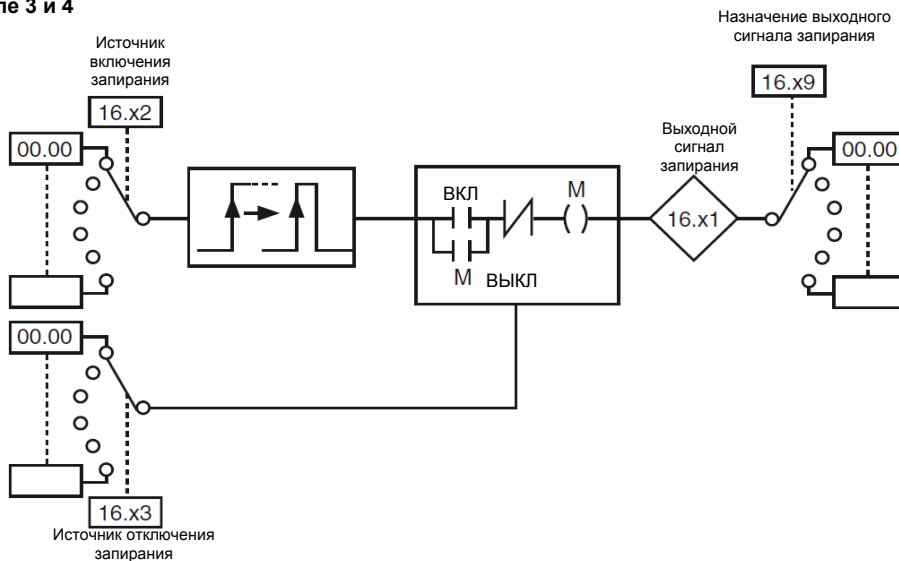 ле 3 и 4
Назначение выходного
сигнала запирания
Источник
включения
запирания
16.x9
16.x2
Выходной
сигнал
запирания
00.00
00.00
ВКЛ
M
16.x1
M
ВЫКЛ
00.00
16.x3
Источник отключения
запирания